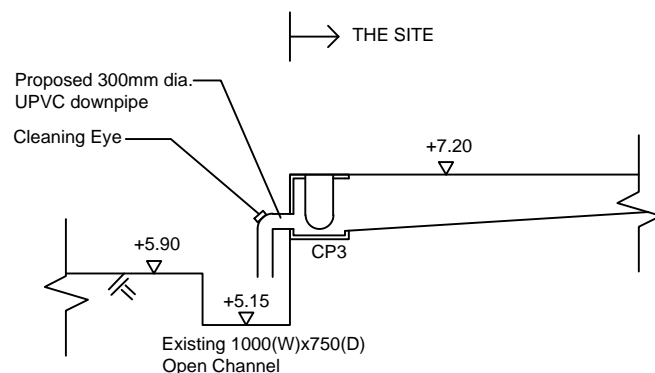 THE SITE
Proposed 300mm dia.
UPVC downpipe
Cleaning Eye
+7.20
+5.90
CP3
+5.15
Existing 1000(W)x750(D)
Open Channel